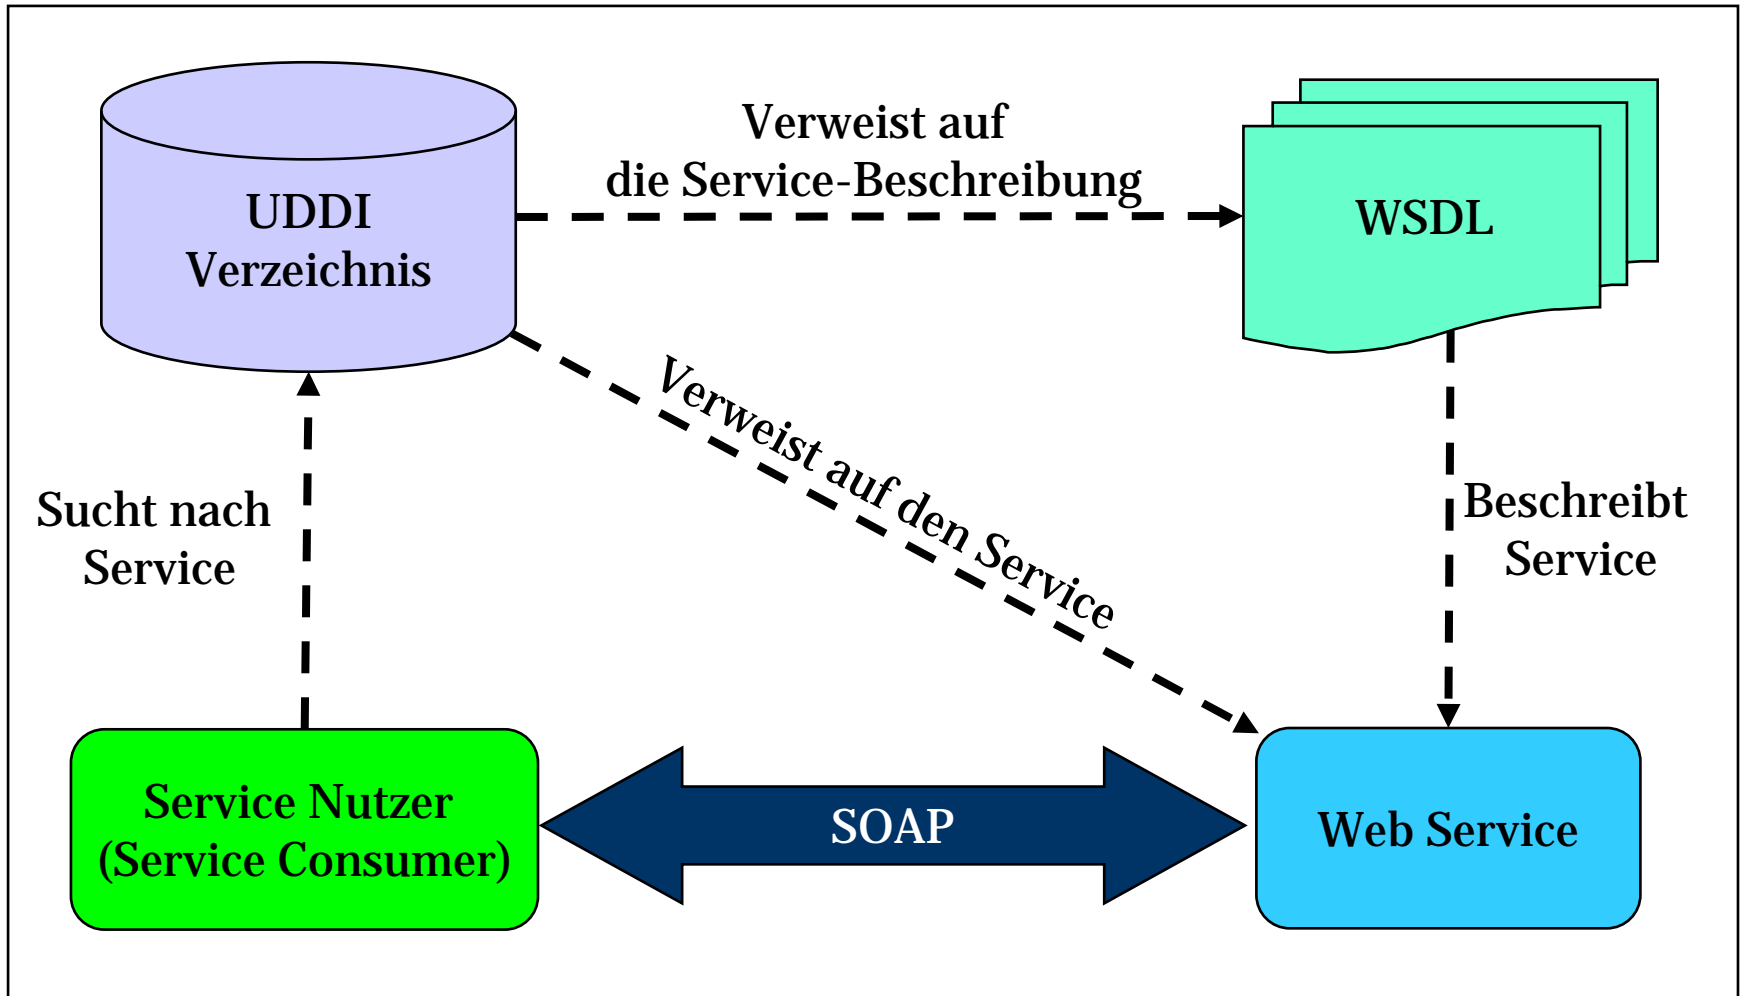 Verweist auf
die Service-Beschreibung
UDDI
Verzeichnis
WSDL
Verweist auf den Service
Sucht nach
Service
Beschreibt
Service
Service Nutzer
(Service Consumer)
SOAP
Web Service